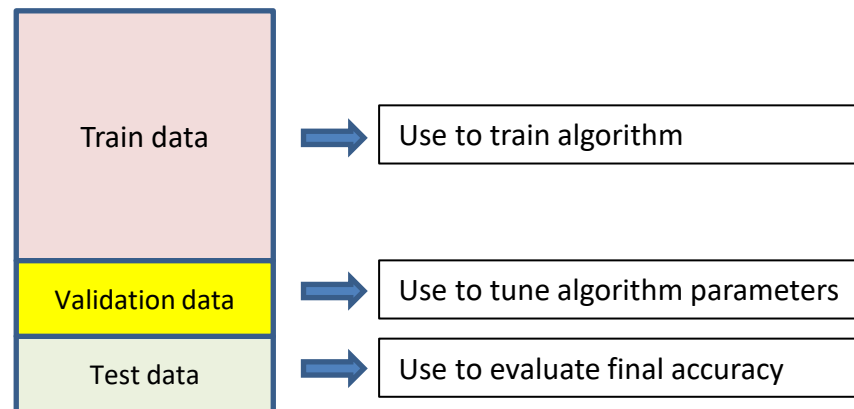 Train data
Use to train algorithm
Validation data
Use to tune algorithm parameters
Test data
Use to evaluate final accuracy